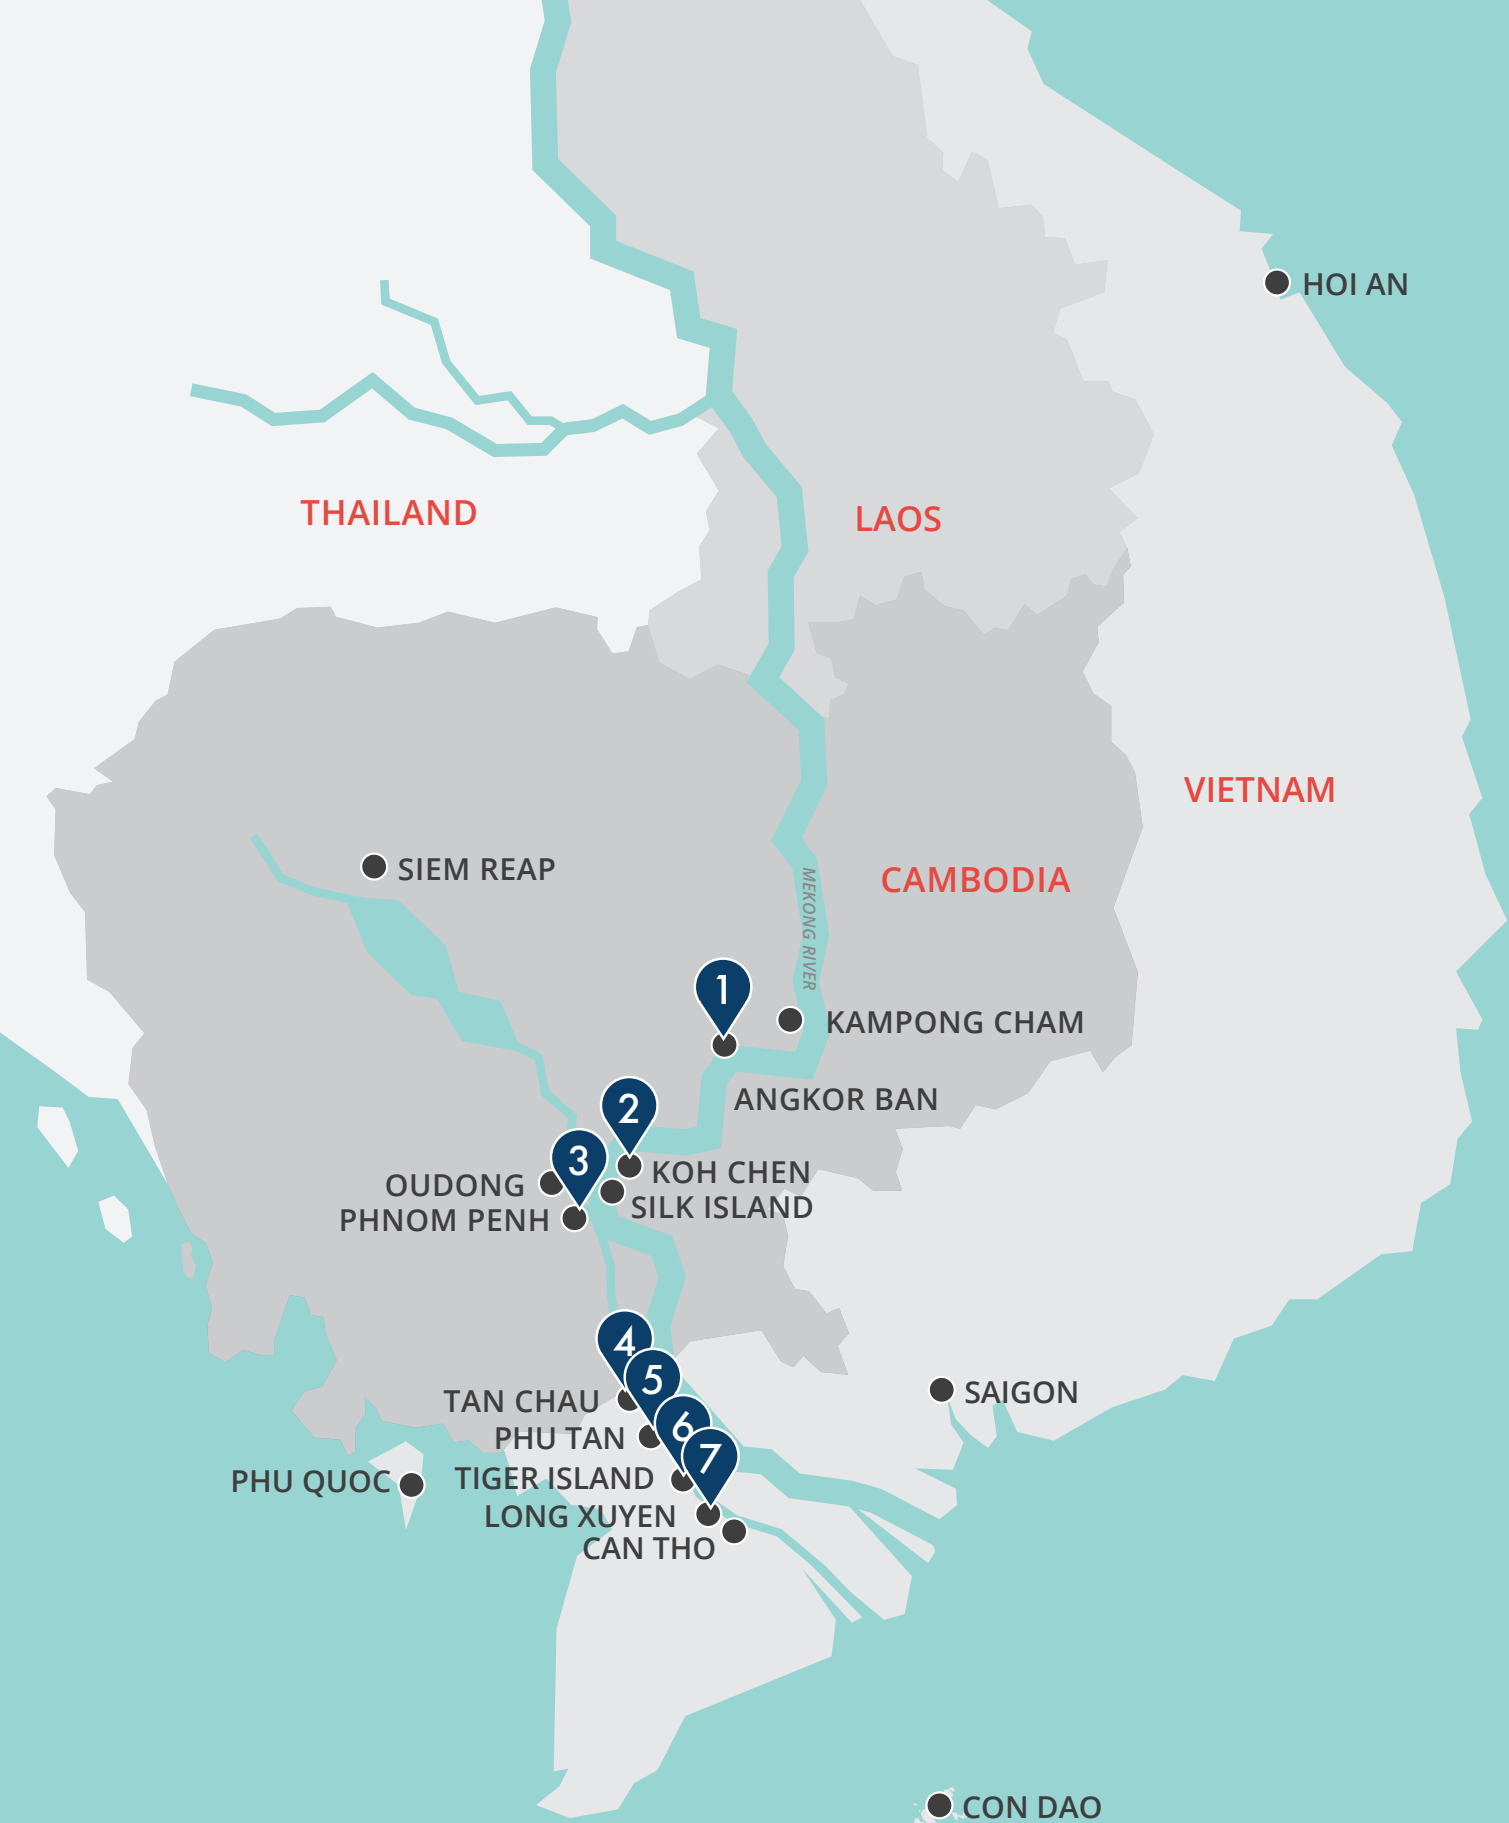 HOI AN
THAILAND
LAOS
VIETNAM
SIEM REAP
CAMBODIA
MEKONG RIVER
1
KAMPONG CHAM
ANGKOR BAN
2
3
KOH CHEN
OUDONG
SILK ISLAND
PHNOM PENH
4
5
TAN CHAU
SAIGON
6
PHU TAN
7
TIGER ISLAND
PHU QUOC
LONG XUYEN
CAN THO
CON DAO